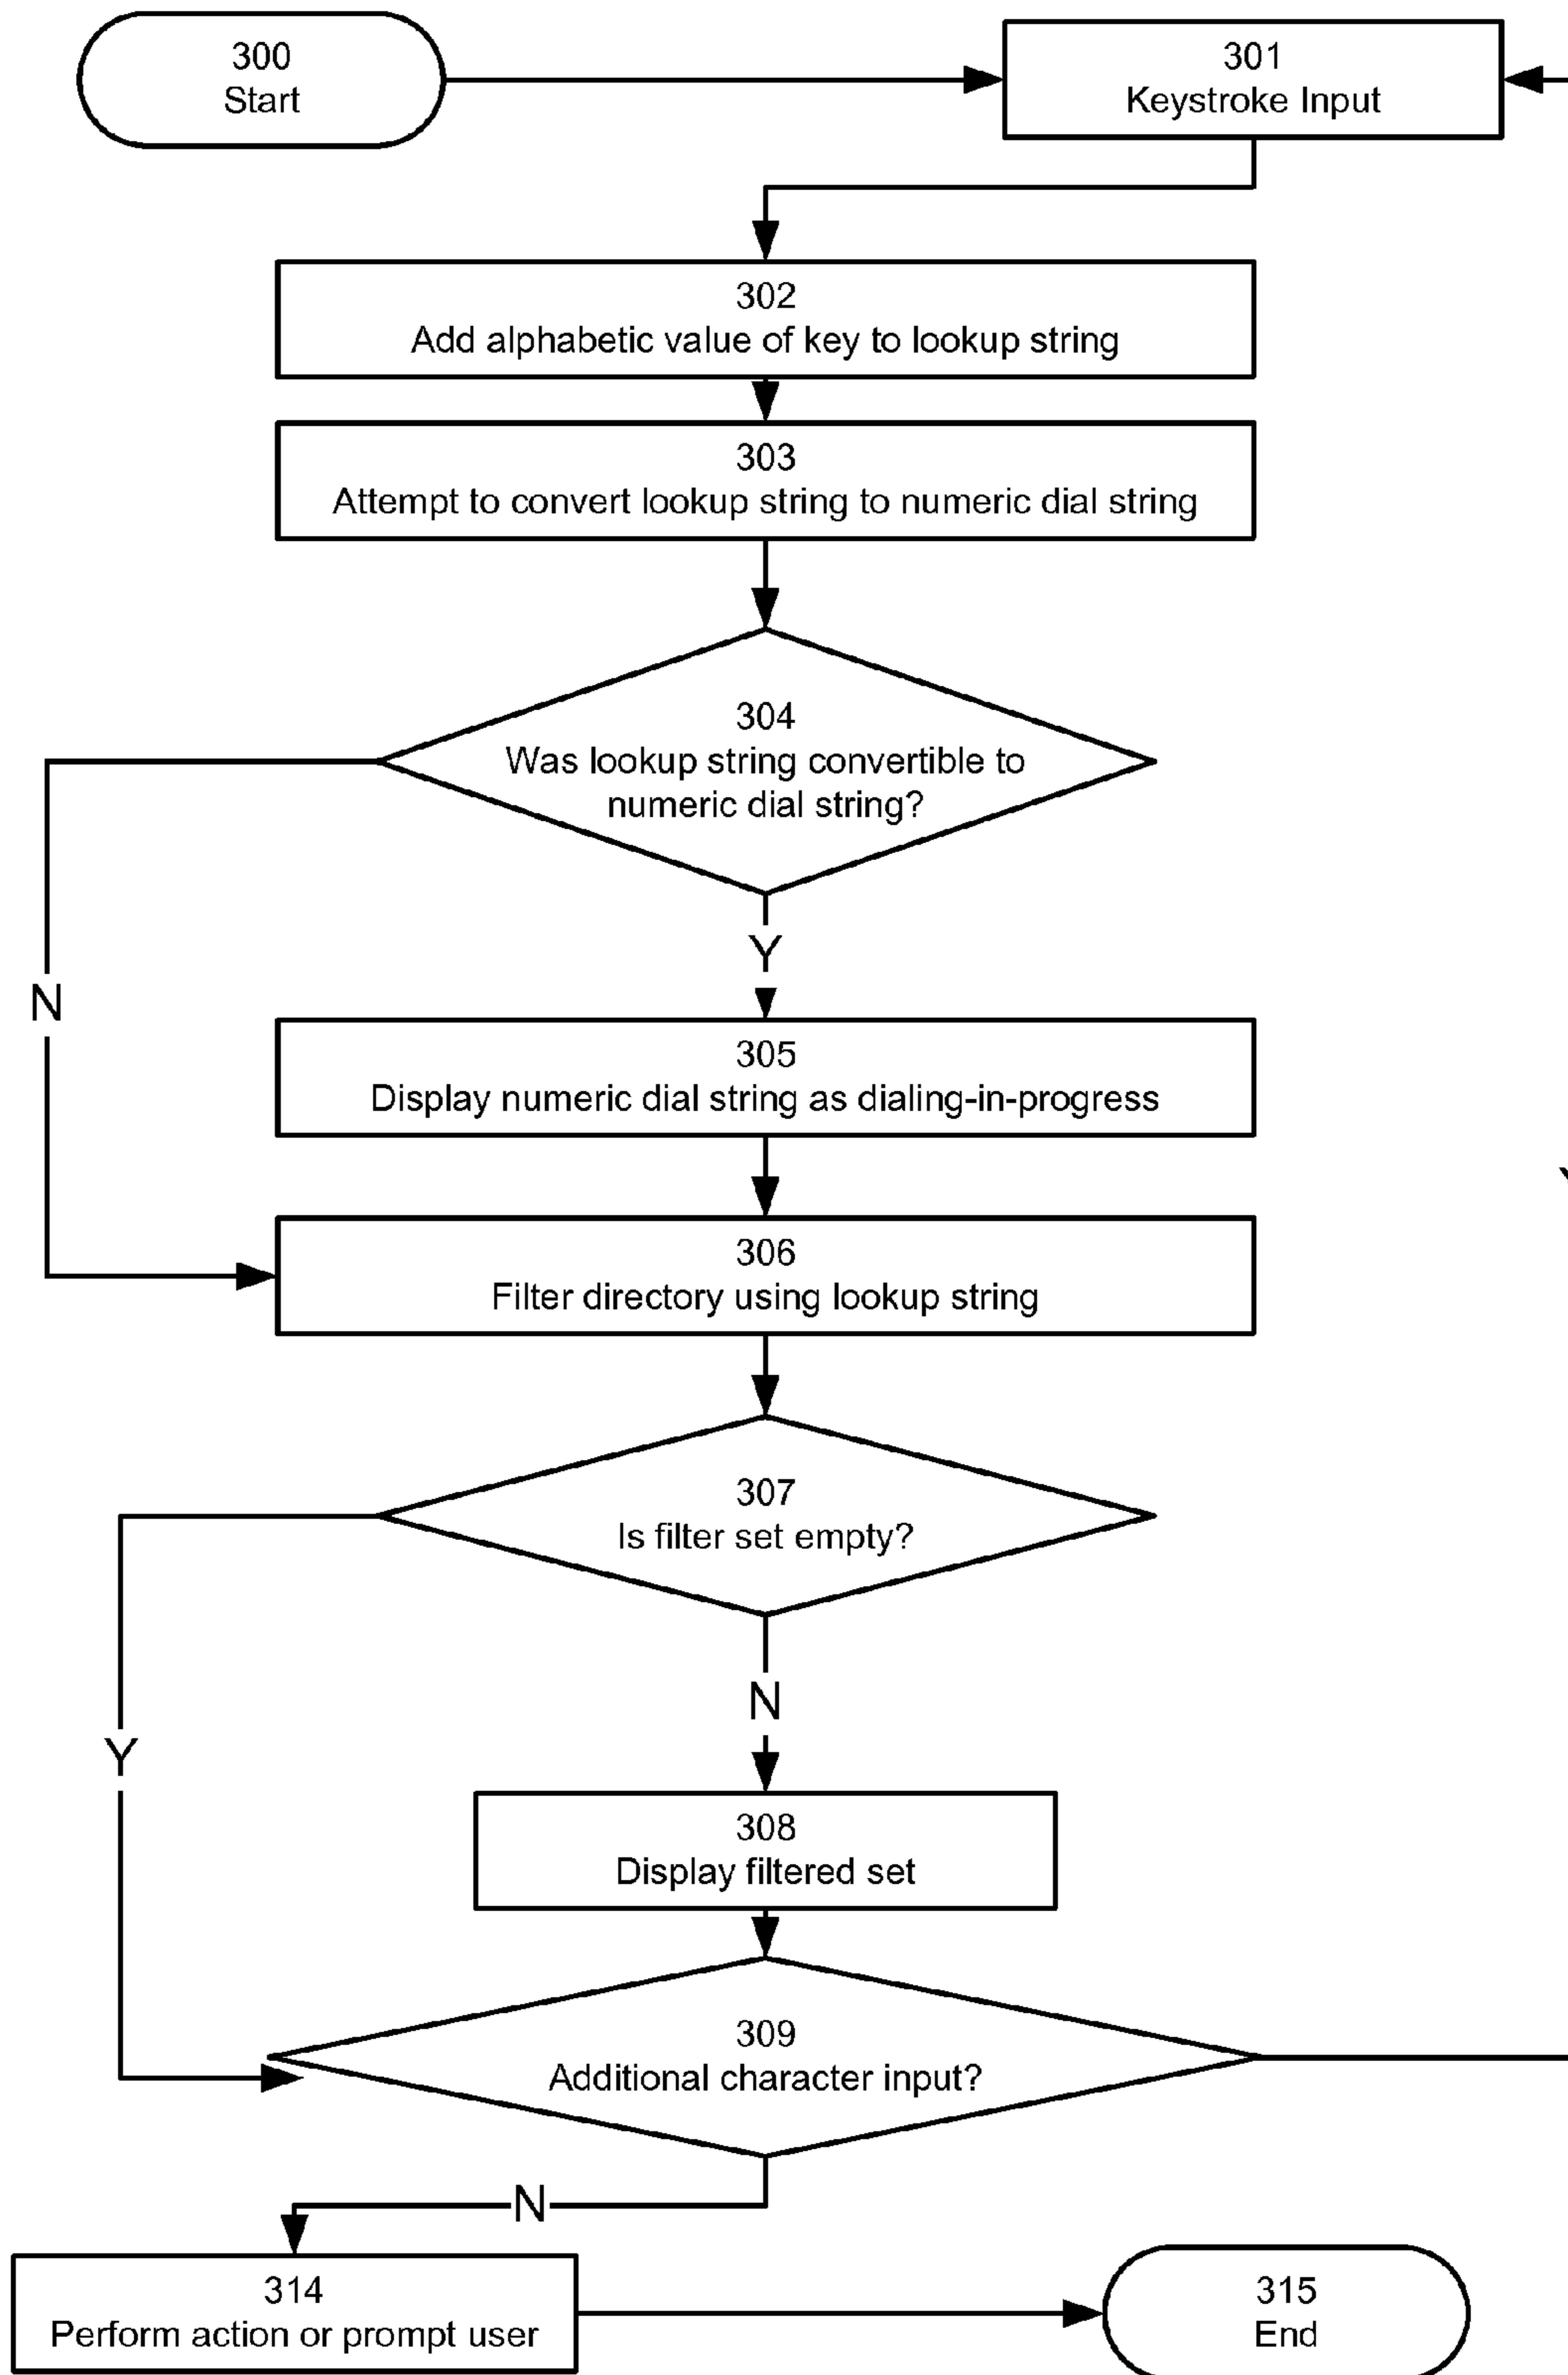 300
Start
301
Keystroke Input
302
Add alphabetic value of key to lookup string
303
Attempt to convert lookup string to numeric dial string
304
Was lookup string convertible to
numeric dial string?
N
Y
305
Display numeric dial string as dialing-in-progress
306
Filter directory using lookup string
307
Is filter set empty?
N
Y
308
Display filtered set
309
Additional character input?
N
314
Perform action or prompt user
315
End